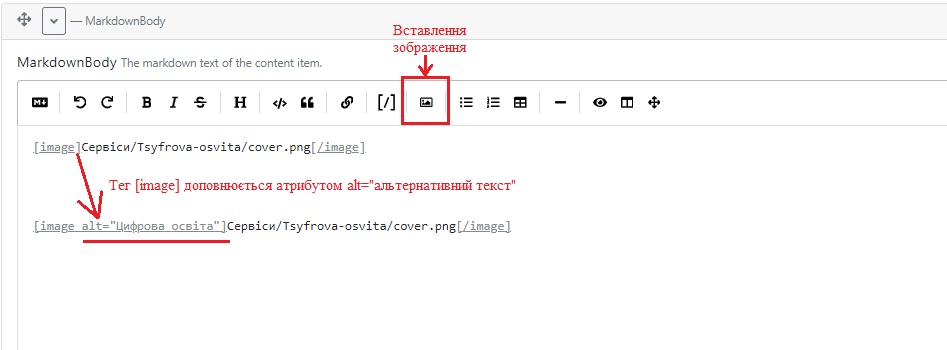 — MarkdownBody
Вставлення
зображення
MarkdownBody The markdown text of the content item.
M↓ B I S H </> ❝ [/]
[image]Сервіси/Tsyfrova-osvita/cover.png[/image]
Тег [image] доповнюється атрибутом alt="альтернативний текст"
[image alt="Цифрова освіта"]Сервіси/Tsyfrova-osvita/cover.png[/image]